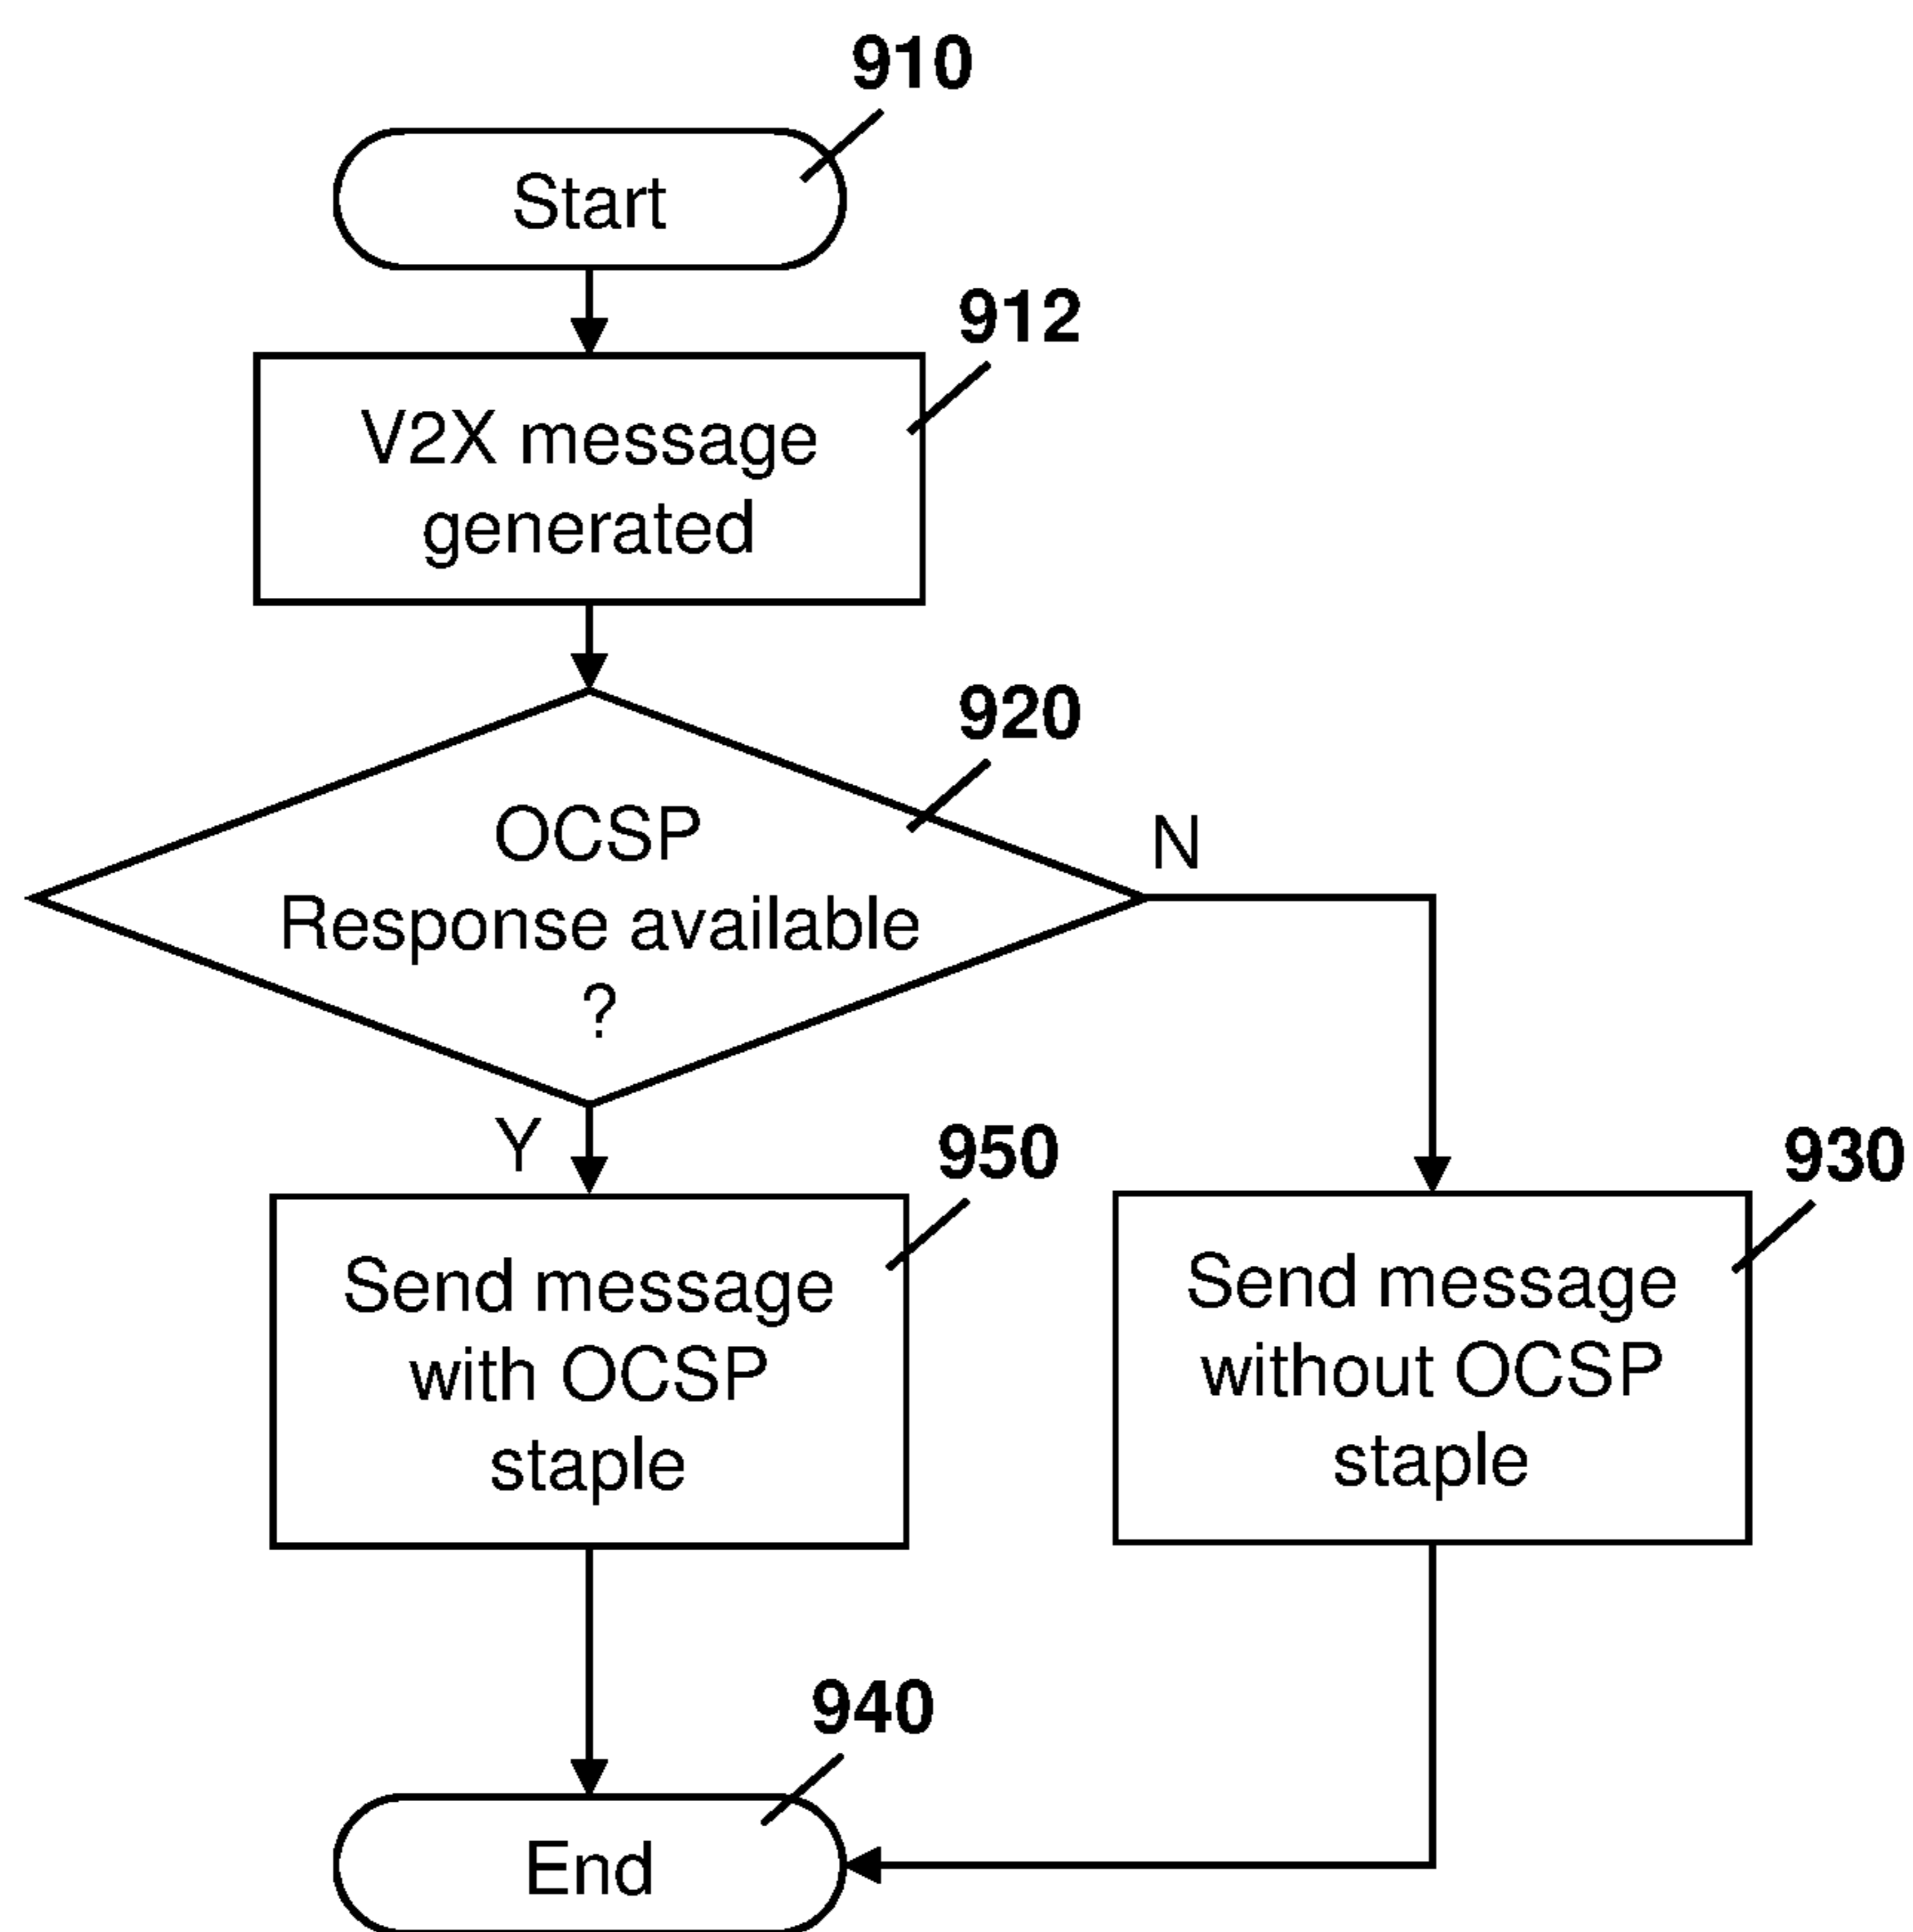 910
Start
912
V2X message
generated
920
OCSP
Response available
?
N
Y
950
Send message
with OCSP
staple
930
Send message
without OCSP
staple
940
End